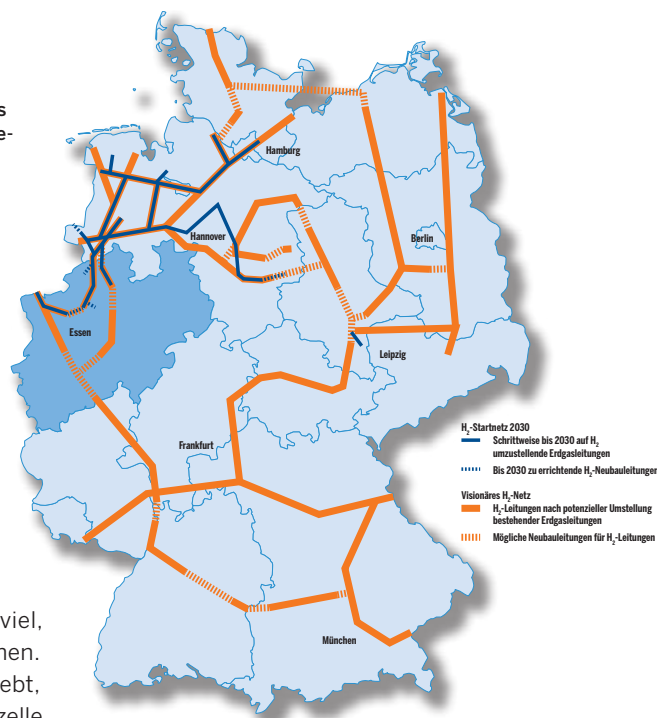 s
e-
Hamburg
Hannover
Berlin
Essen
Leipzig
Frankfurt
München
H₂-Startnetz 2030
Schrittweise bis 2030 auf H₂
umzustellende Erdgasleitungen
Bis 2030 zu errichtende H₂-Neubauleitungen
Visionäres H₂-Netz
H₂-Leitungen nach potenzieller Umstellung
bestehender Erdgasleitungen
Mögliche Neubauleitungen für H₂-Leitungen
viel,
nen.
ebt,
zelle